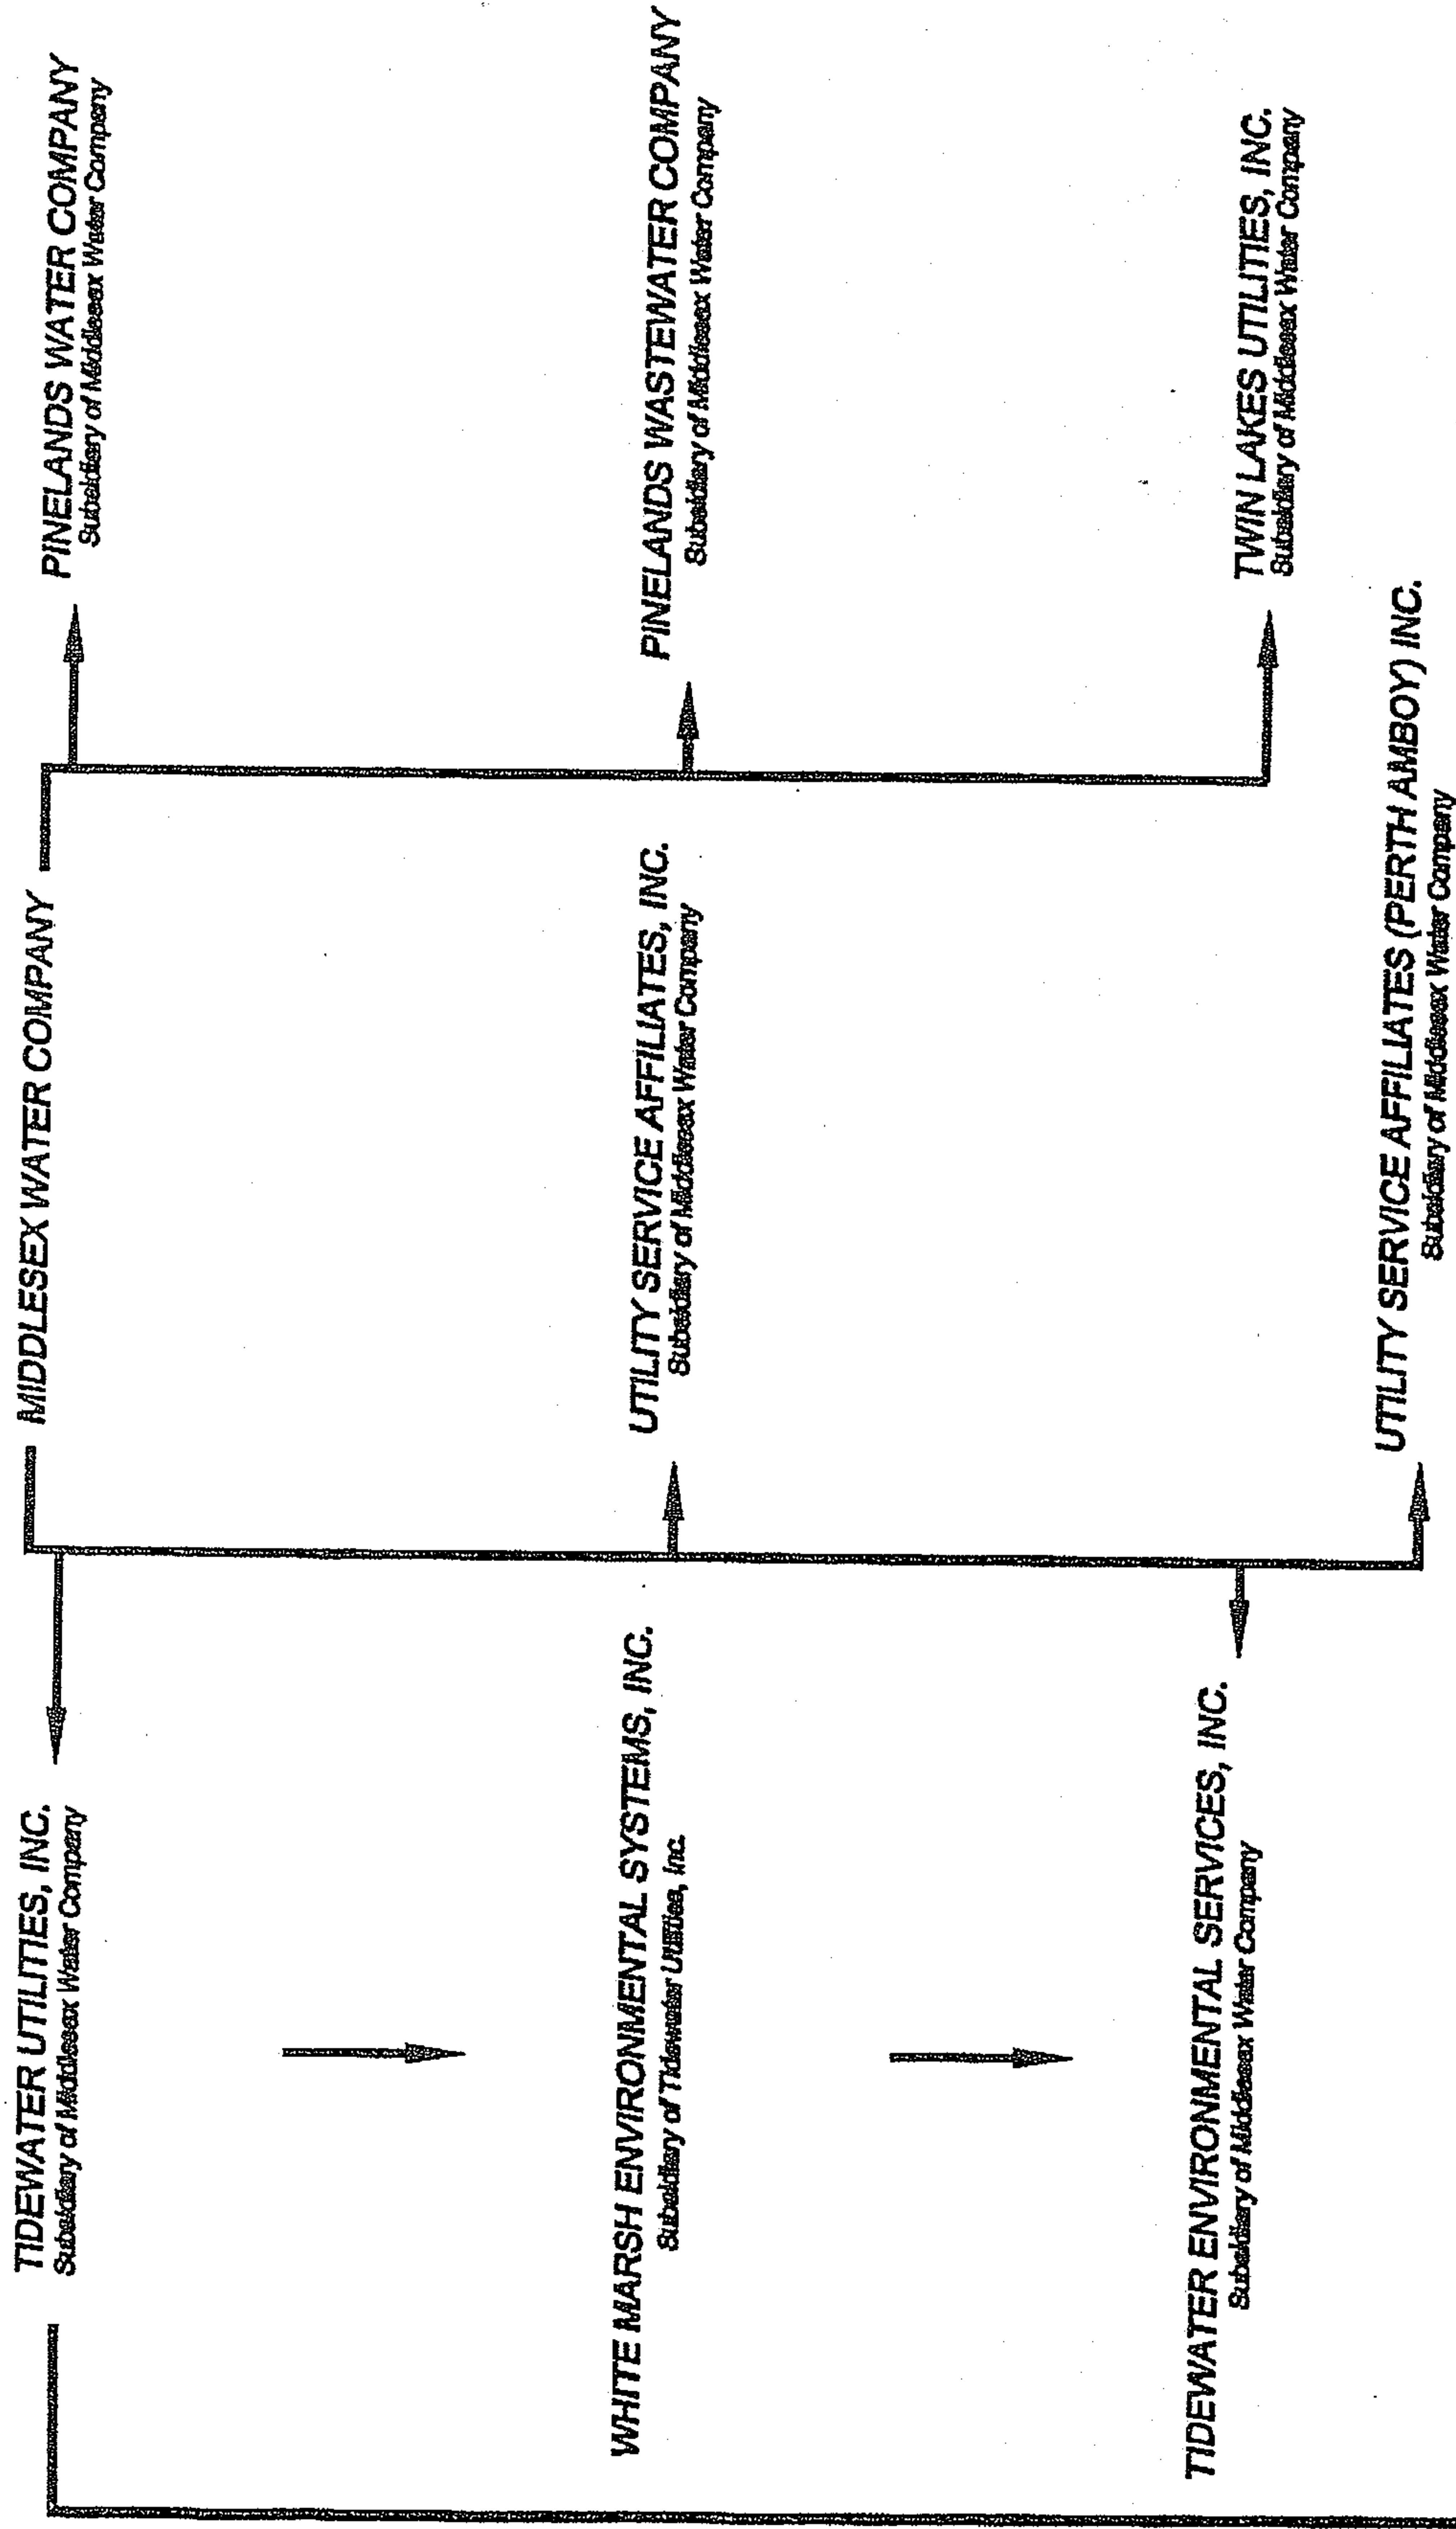 MIDDLESEX WATER COMPANY
TIDEWATER UTILITIES, INC.
Subsidiary of Middlesex Water Company
PINELANDS WATER COMPANY
Subsidiary of Middlesex Water Company
WHITE MARSH ENVIRONMENTAL SYSTEMS, INC.
Subsidiary of Tidewater Utilities, Inc.
UTILITY SERVICE AFFILIATES, INC.
Subsidiary of Middlesex Water Company
PINELANDS WASTEWATER COMPANY
Subsidiary of Middlesex Water Company
TIDEWATER ENVIRONMENTAL SERVICES, INC.
Subsidiary of Middlesex Water Company
TWIN LAKES UTILITIES, INC.
Subsidiary of Middlesex Water Company
UTILITY SERVICE AFFILIATES (PERTH AMBOY) INC.
Subsidiary of Middlesex Water Company